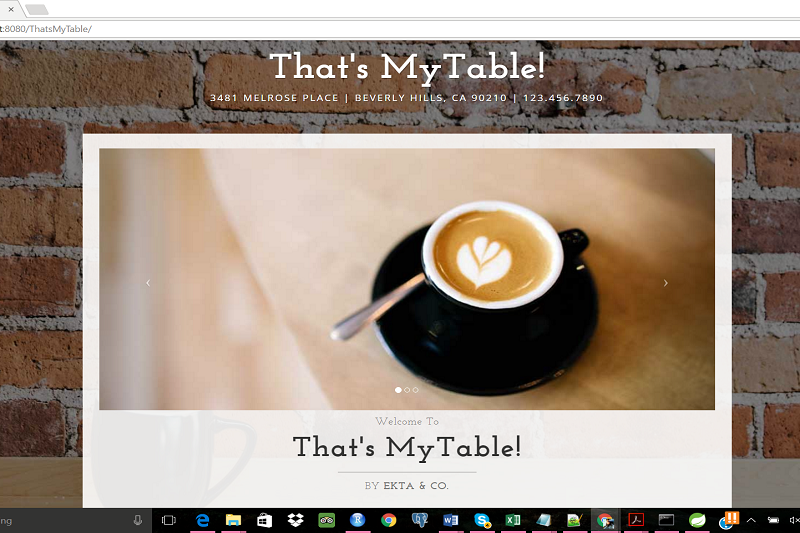 t:8080/ThatsMyTable/
That's MyTable!
3481 MELROSE PLACE | BEVERLY HILLS, CA 90210 | 123.456.7890
Welcome To
That's MyTable!
BY EKTA & CO.
ng